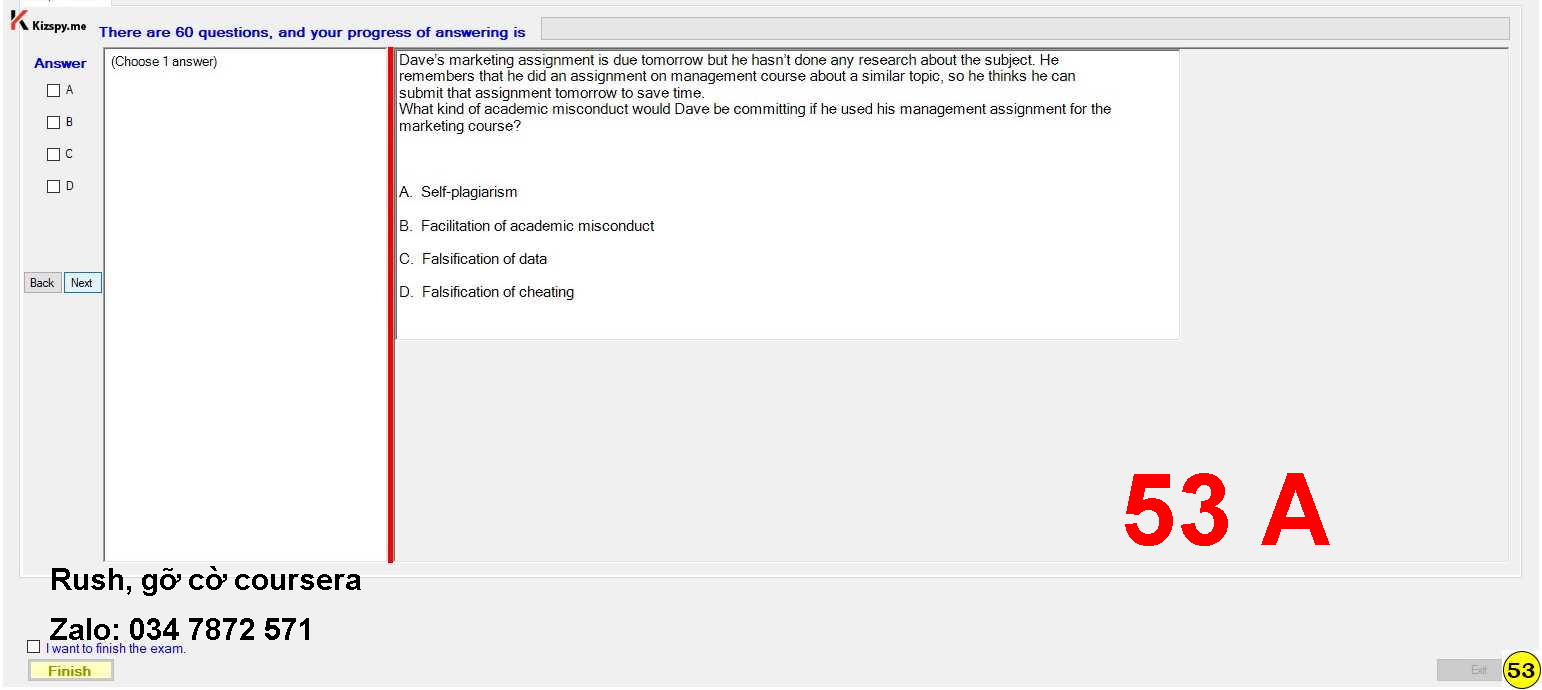 Kizspy.me
There are 60 questions, and your progress of answering is
Answer
A
B
C
D
Back Next
(Choose 1 answer)
Dave's marketing assignment is due tomorrow but he hasn't done any research about the subject. He
remembers that he did an assignment on management course about a similar topic, so he thinks he can
submit that assignment tomorrow to save time.
What kind of academic misconduct would Dave be committing if he used his management assignment for the
marketing course?
A. Self-plagiarism
B. Facilitation of academic misconduct
C. Falsification of data
D. Falsification of cheating
53 A
Rush, gỡ cờ coursera
Zalo: 034 7872 571
I want to finish the exam.
Finish
Exit
53